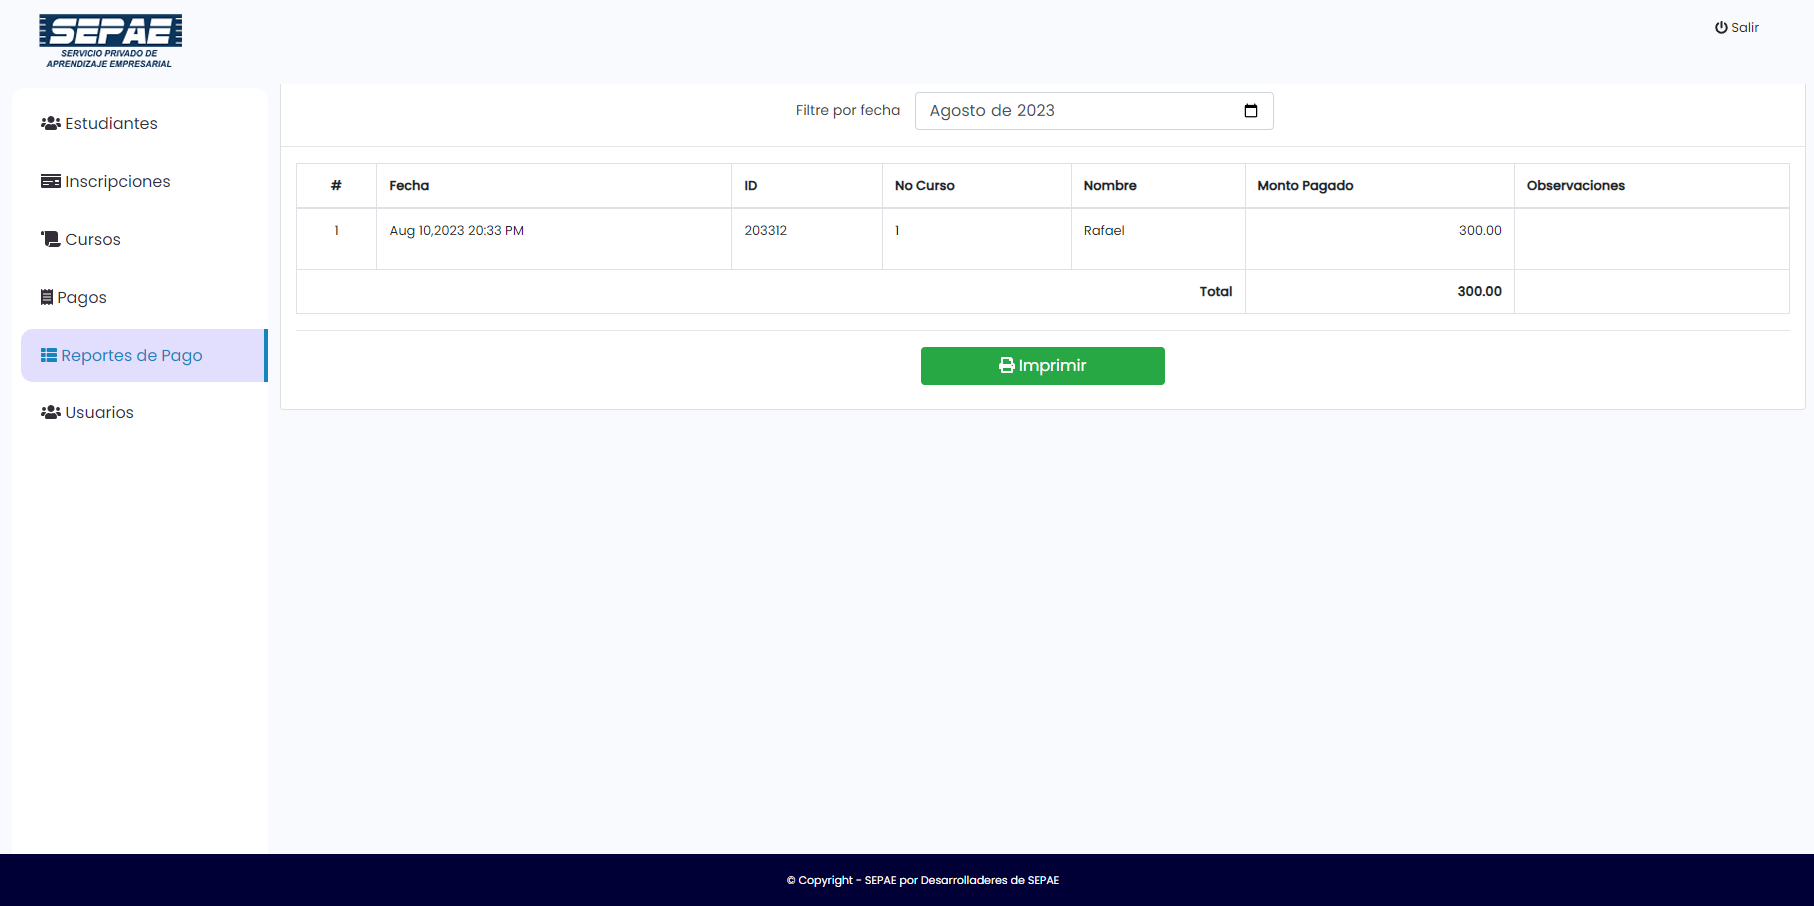 SEPAE
SERVICIO PRIVADO DE
APRENDIZAJE EMPRESARIAL
Salir
Estudiantes
Inscripciones
Cursos
Pagos
Reportes de Pago
Usuarios
Filtre por fecha Agosto de 2023
# Fecha ID No Curso Nombre Monto Pagado Observaciones
1 Aug 10,2023 20:33 PM 203312 1 Rafael 300.00
Total 300.00
Imprimir
© Copyright - SEPAE por Desarrolladeres de SEPAE